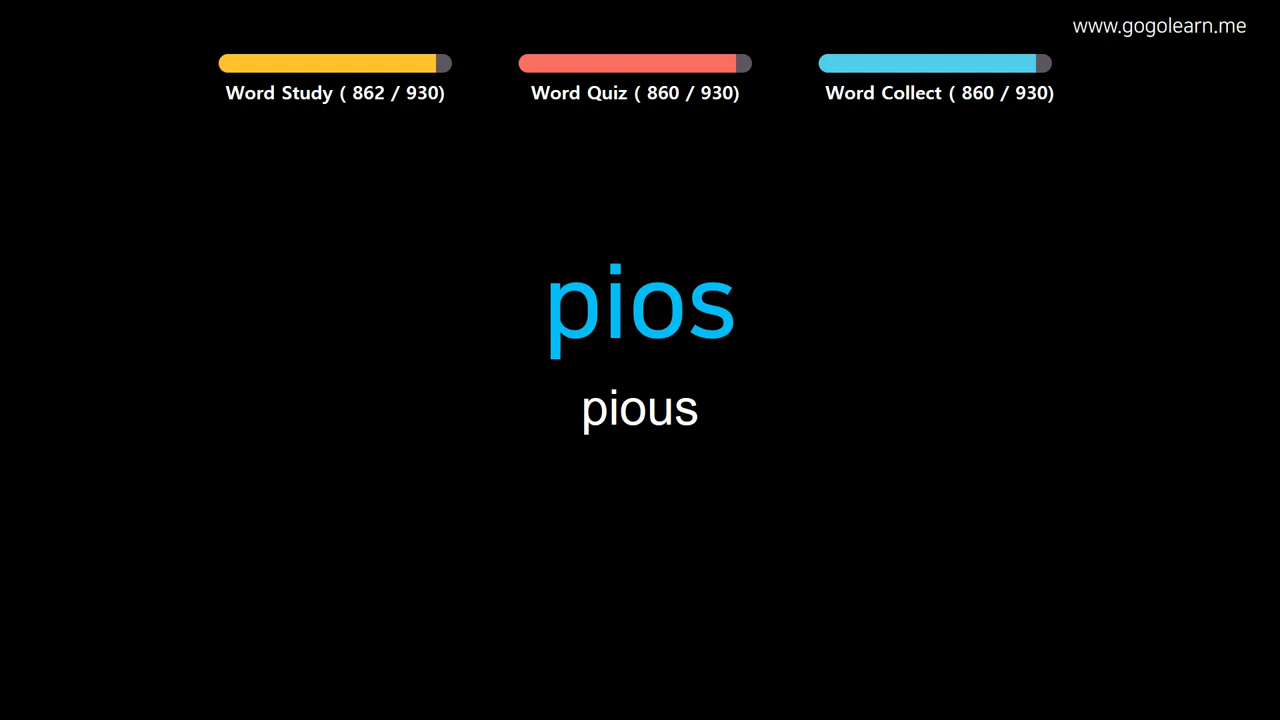 www.gogolearn.me
Word Study ( 862 / 930)
Word Quiz ( 860 / 930)
Word Collect ( 860 / 930)
pios
pious